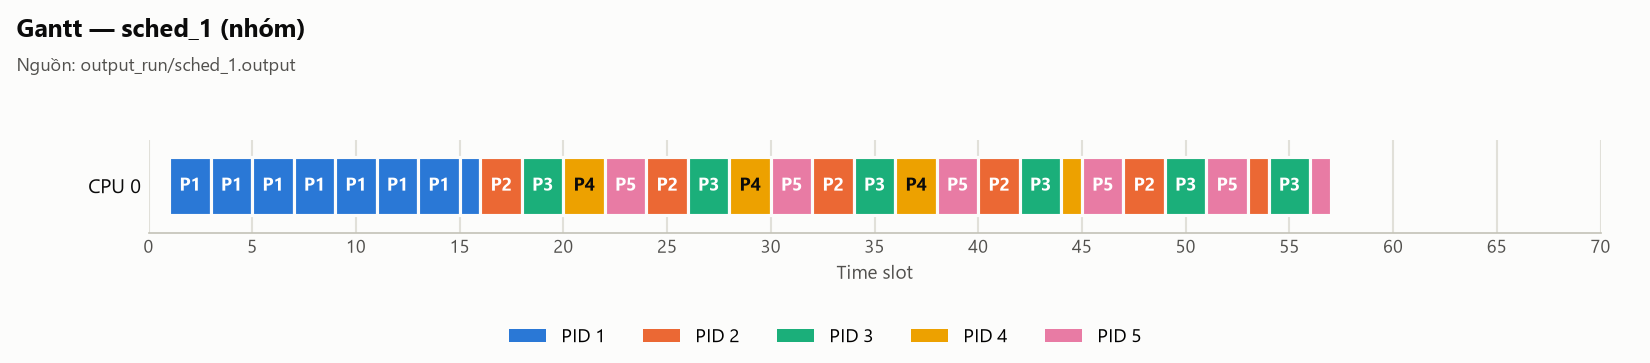 Gantt — sched_1 (nhóm)
Nguồn: output_run/sched_1.output
CPU 0 P1 P1 P1 P1 P1 P1 P1 P2 P3 P4 P5 P2 P3 P4 P5 P2 P3 P4 P5 P2 P3 P5 P2 P3 P5 P3
0 5 10 15 20 25 30 35 40 45 50 55 60 65 70
Time slot
PID 1 PID 2 PID 3 PID 4 PID 5